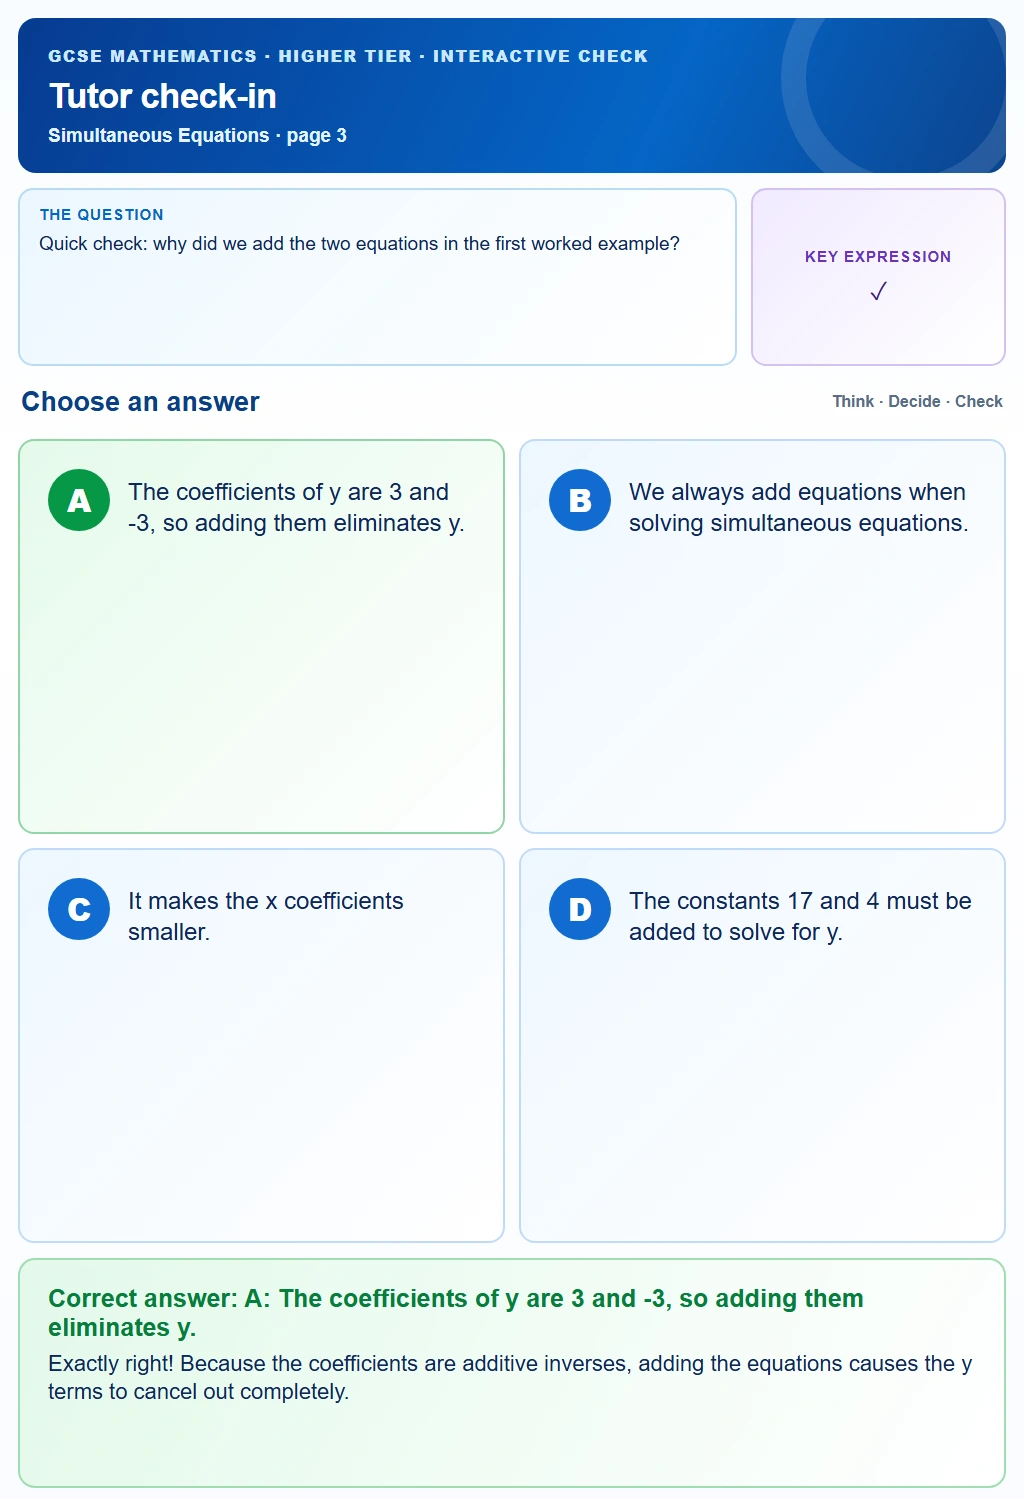 GCSE MATHEMATICS · HIGHER TIER · INTERACTIVE CHECK
Tutor check-in
Simultaneous Equations · page 3
THE QUESTION
Quick check: why did we add the two equations in the first worked example?
KEY EXPRESSION
✓
Choose an answer
Think · Decide · Check
A
The coefficients of y are 3 and
-3, so adding them eliminates y.
B
We always add equations when
solving simultaneous equations.
C
It makes the x coefficients
smaller.
D
The constants 17 and 4 must be
added to solve for y.
Correct answer: A: The coefficients of y are 3 and -3, so adding them
eliminates y.
Exactly right! Because the coefficients are additive inverses, adding the equations causes the y
terms to cancel out completely.